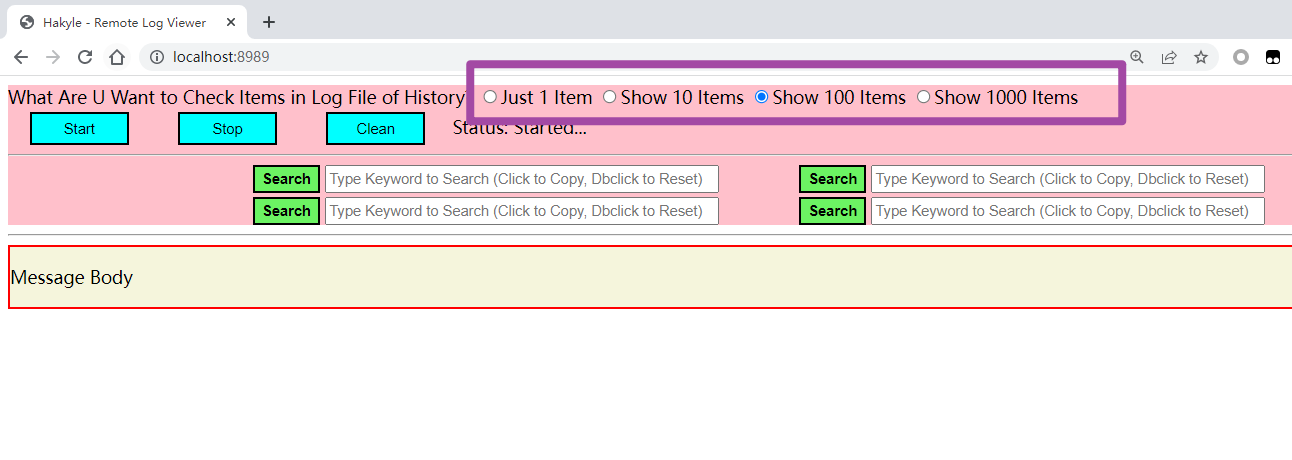 Hakyle - Remote Log Viewer
localhost:8989
What Are U Want to Check Items in Log File of History Just 1 Item Show 10 Items Show 100 Items Show 1000 Items
Start Stop Clean Status: Started...
Search Type Keyword to Search (Click to Copy, Dbclick to Reset) Search Type Keyword to Search (Click to Copy, Dbclick to Reset)
Search Type Keyword to Search (Click to Copy, Dbclick to Reset) Search Type Keyword to Search (Click to Copy, Dbclick to Reset)
Message Body